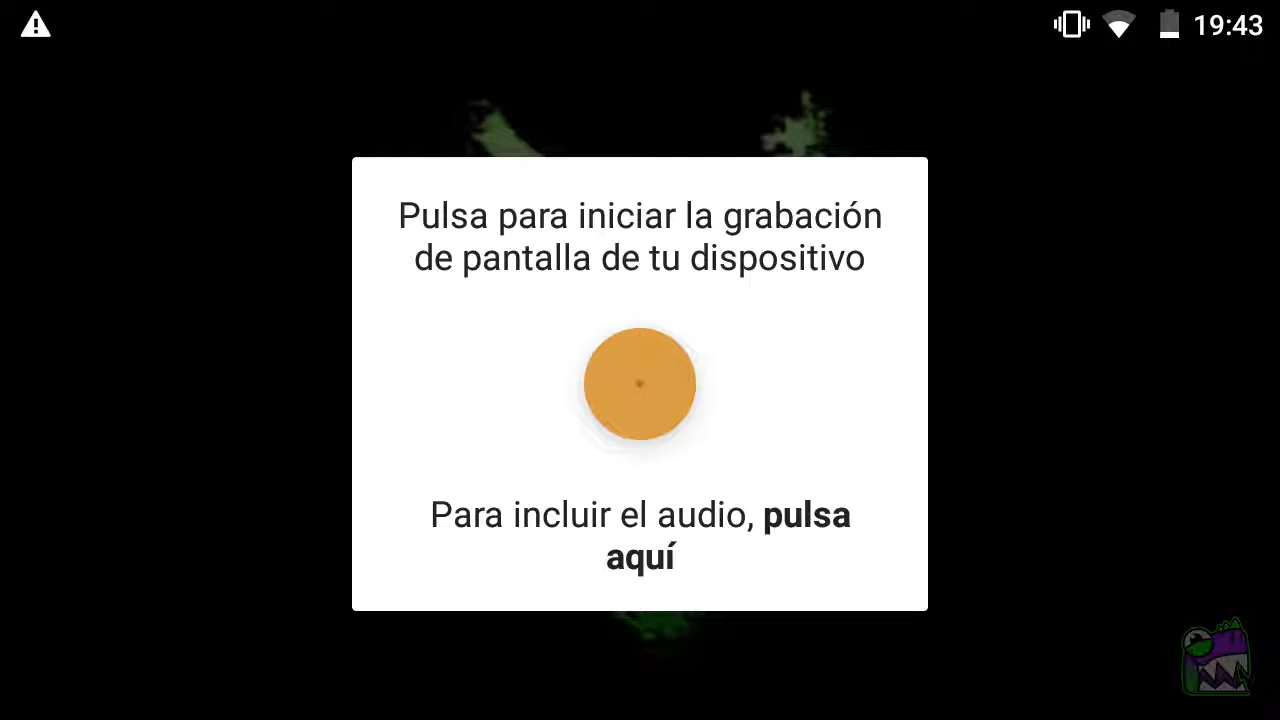 19:43
Pulsa para iniciar la grabación
de pantalla de tu dispositivo
Para incluir el audio, pulsa
aquí